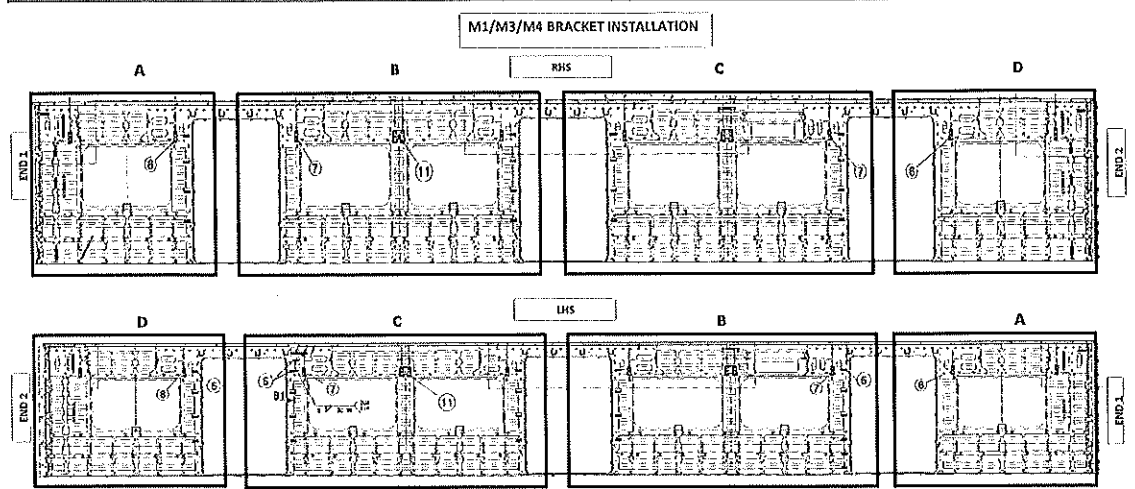 M1/M3/M4 BRACKET INSTALLATION
RHS
A B C D
END 1
8 7 11 7 8
END 2
LHS
D C B A
END 2
8 6 6 7 11 7 6 8
B1
END 1